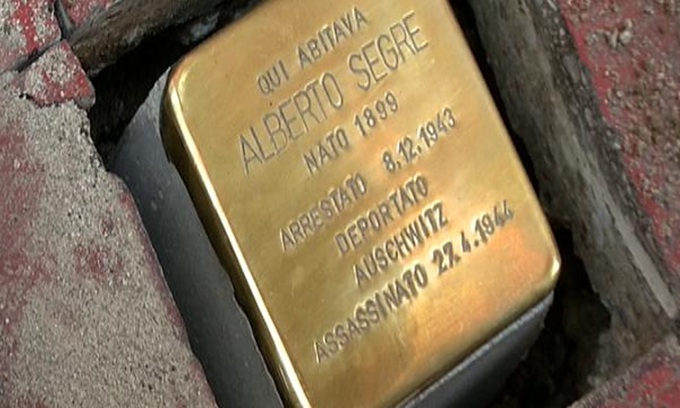 QUI ABITAVA
ALBERTO SEGRE
NATO 1899
ARRESTATO 8.12.1943
DEPORTATO
AUSCHWITZ
ASSASSINATO 27.4.1944